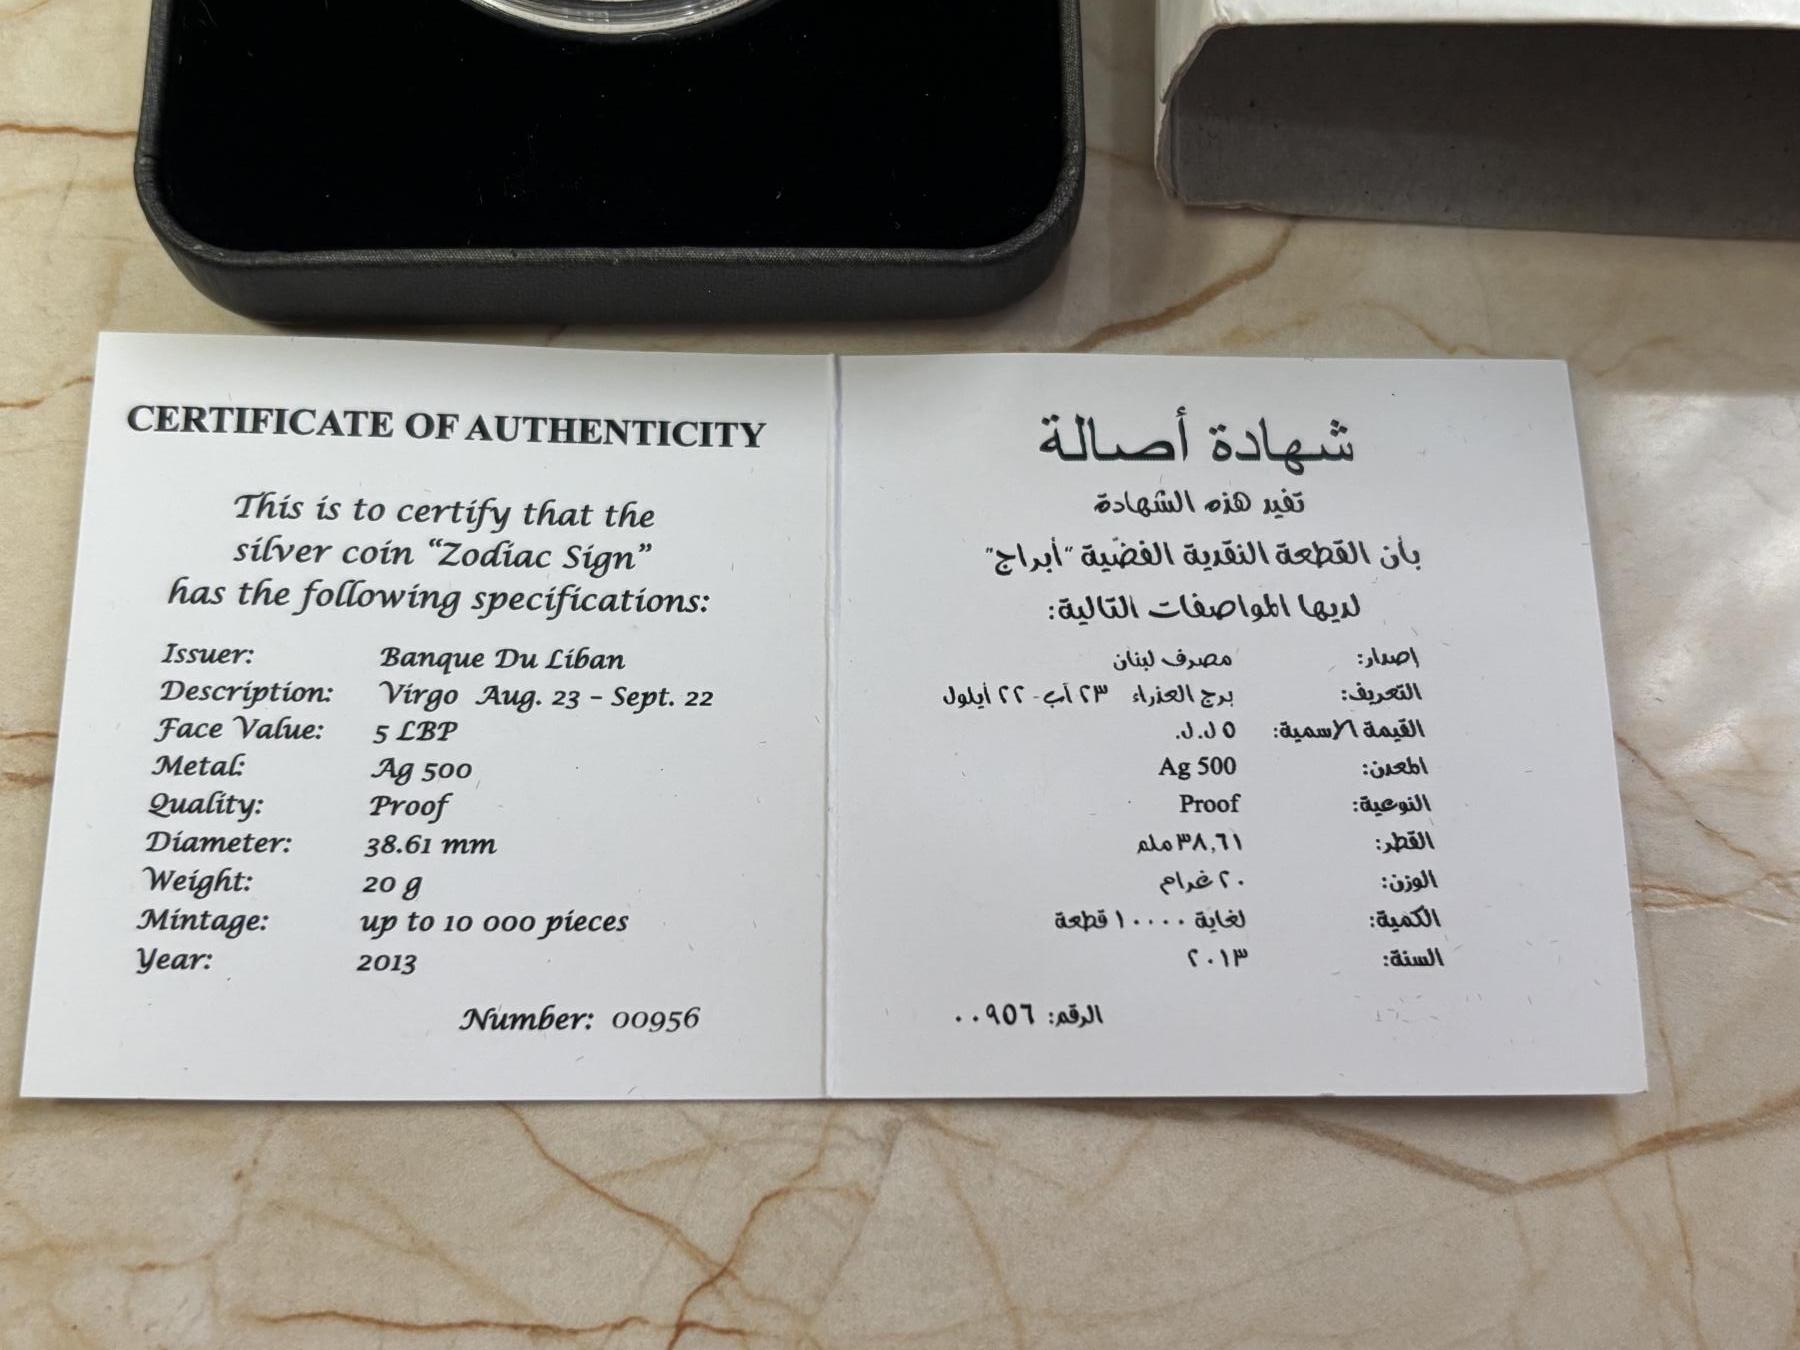 CERTIFICATE OF AUTHENTICITY
This is to certify that the
silver coin “Zodiac Sign”
has the following specifications:
Issuer: Banque Du Liban
Description: Virgo Aug. 23 – Sept. 22
Face Value: 5 LBP
Metal: Ag 500
Quality: Proof
Diameter: 38.61 mm
Weight: 20 g
Mintage: up to 10 000 pieces
Year: 2013
Number: 00956
شهادة أصالة
تفيد هذه الشهادة
بأن القطعة النقدية الفضّية "أبراج"
لديها المواصفات التالية:
إصدار: مصرف لبنان
التعريف: برج العذراء ٢٣ آب - ٢٢ أيلول
القيمة الاسمية: ٥ ل.ل.
المعدن: Ag 500
النوعية: Proof
القطر: ٣٨,٦١ ملم
الوزن: ٢٠ غرام
الكمية: لغاية ١٠٠٠٠ قطعة
السنة: ٢٠١٣
الرقم: ٠٠٩٥٦